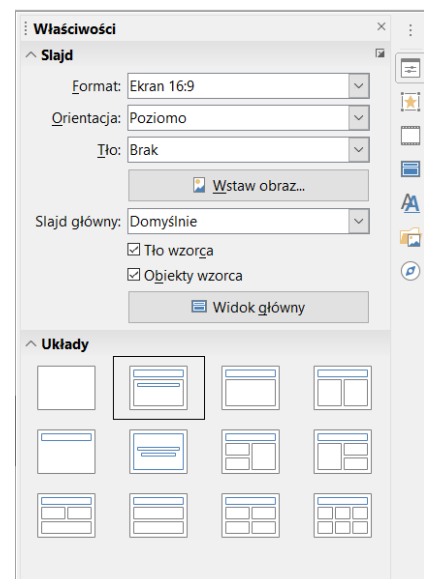 Właściwości
Slajd
Format: Ekran 16:9
Orientacja: Poziomo
Tło: Brak
Wstaw obraz...
Slajd główny: Domyślnie
Tło wzorca
Obiekty wzorca
Widok główny
Układy